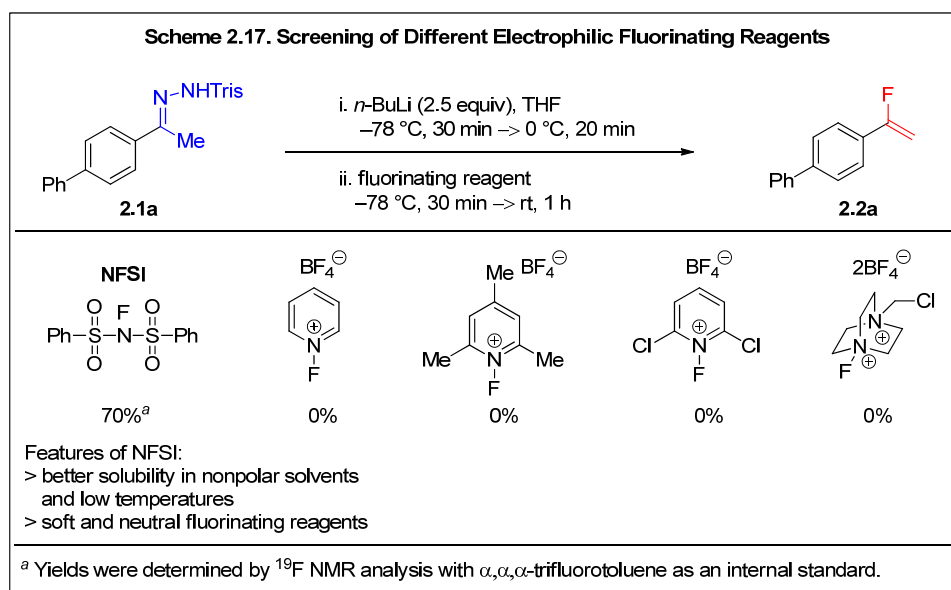 Scheme 2.17. Screening of Different Electrophilic Fluorinating Reagents
N NHTris
Me
Ph
2.1a
i. n-BuLi (2.5 equiv), THF
–78 °C, 30 min –> 0 °C, 20 min
ii. fluorinating reagent
–78 °C, 30 min –> rt, 1 h
F
Ph
2.2a
NFSI
O F O
Ph S N S Ph
O O
70%a
BF4⊖
N⊕
F
0%
Me BF4⊖
Me N⊕ Me
F
0%
BF4⊖
Cl N⊕ Cl
F
0%
2BF4⊖
Cl
N⊕
N⊕
F
0%
Features of NFSI:
> better solubility in nonpolar solvents
and low temperatures
> soft and neutral fluorinating reagents
a Yields were determined by 19F NMR analysis with α,α,α-trifluorotoluene as an internal standard.